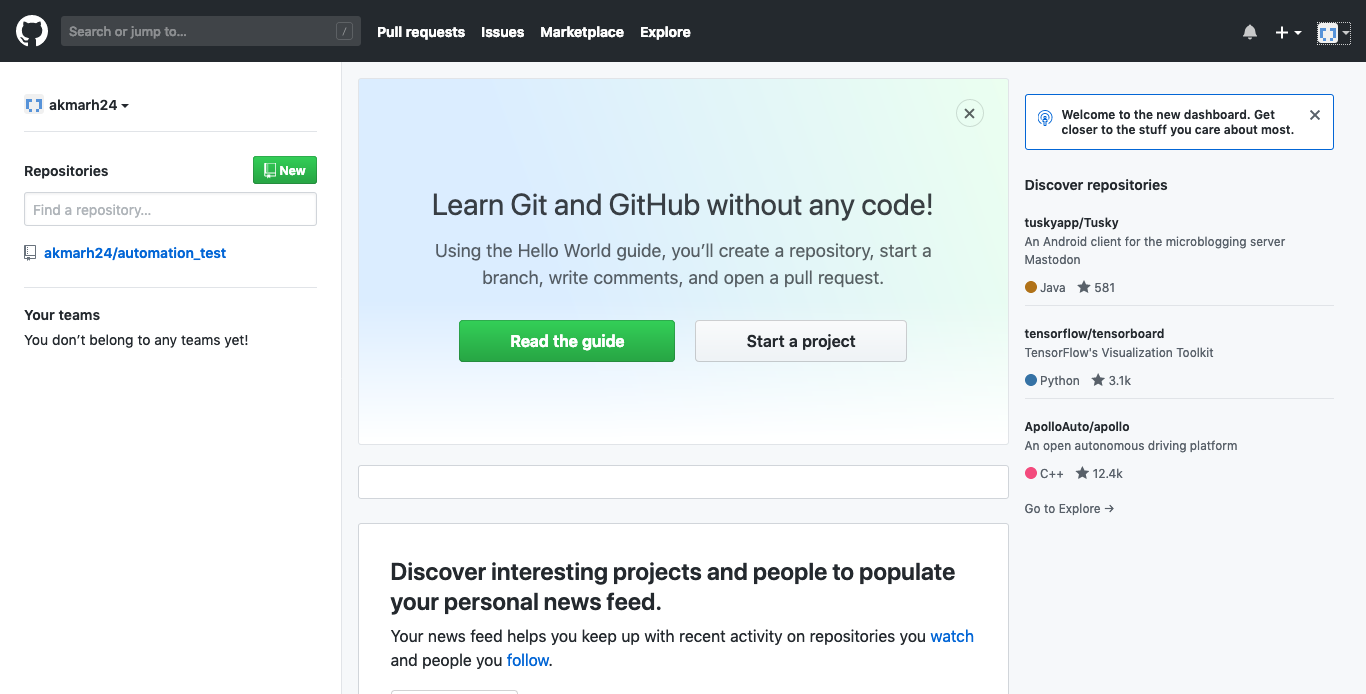 Search or jump to...
/
Pull requests
Issues
Marketplace
Explore
akmarh24
Repositories
New
Find a repository...
akmarh24/automation_test
Your teams
You don’t belong to any teams yet!
Learn Git and GitHub without any code!
Using the Hello World guide, you’ll create a repository, start a
branch, write comments, and open a pull request.
Read the guide
Start a project
Discover interesting projects and people to populate
your personal news feed.
Your news feed helps you keep up with recent activity on repositories you watch
and people you follow.
Welcome to the new dashboard. Get
closer to the stuff you care about most.
Discover repositories
tuskyapp/Tusky
An Android client for the microblogging server
Mastodon
Java 581
tensorflow/tensorboard
TensorFlow's Visualization Toolkit
Python 3.1k
ApolloAuto/apollo
An open autonomous driving platform
C++ 12.4k
Go to Explore →